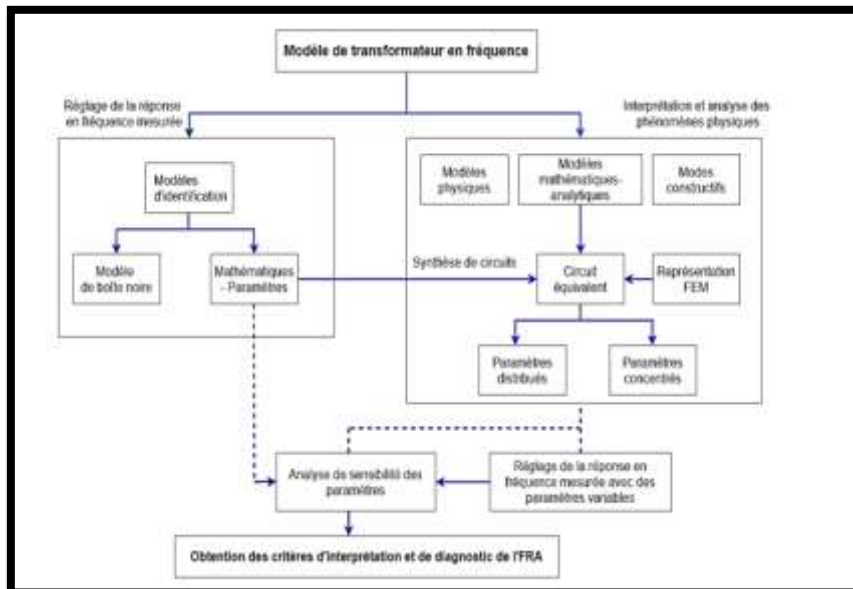 Modèle de transformateur en fréquence
Réglage de la réponse
en fréquence mesurée
Interprétation et analyse des
phénomènes physiques
Modèles
d'identification
Modèle
de boîte noire
Mathématiques
- Paramètres
Modèles
physiques
Modèles
mathématiques-
analytiques
Modes
constructifs
Synthèse de circuits
Circuit
équivalent
Représentation
FEM
Paramètres
distribués
Paramètres
concentrés
Analyse de sensibilité des
paramètres
Réglage de la réponse en
fréquence mesurée avec des
paramètres variables
Obtention des critères d'interprétation et de diagnostic de l'FRA